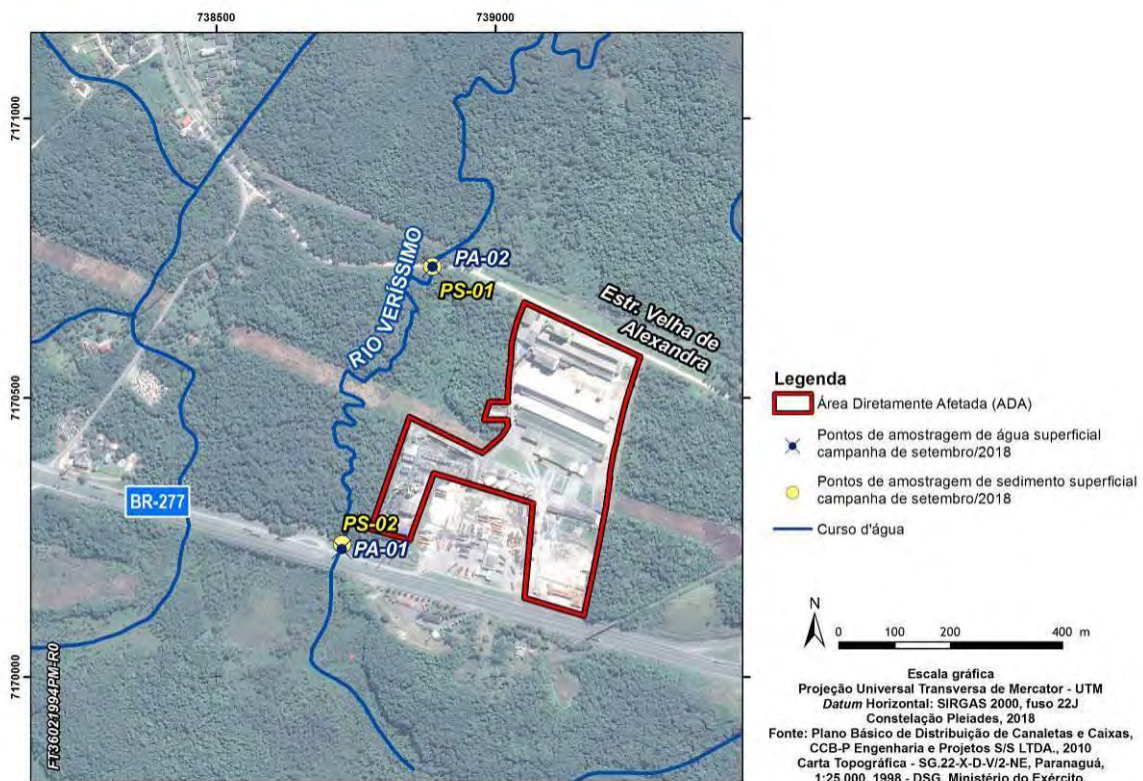 738500
739000
7171000
7170500
7170000
PA-02
PS-01
RIO VERÍSSIMO
Estr. Velha de
Alexandra
BR-277
PS-02
PA-01
FT36021994PM-R0
Legenda
Área Diretamente Afetada (ADA)
Pontos de amostragem de água superficial
campanha de setembro/2018
Pontos de amostragem de sedimento superficial
campanha de setembro/2018
Curso d'água
N
0 100 200 400 m
Escala gráfica
Projeção Universal Transversa de Mercator - UTM
Datum Horizontal: SIRGAS 2000, fuso 22J
Constelação Pleiades, 2018
Fonte: Plano Básico de Distribuição de Canaletas e Caixas,
CCB-P Engenharia e Projetos S/S LTDA., 2010
Carta Topográfica - SG.22-X-D-V/2-NE, Paranaguá,
1:25.000, 1998 - DSG, Ministério do Exército